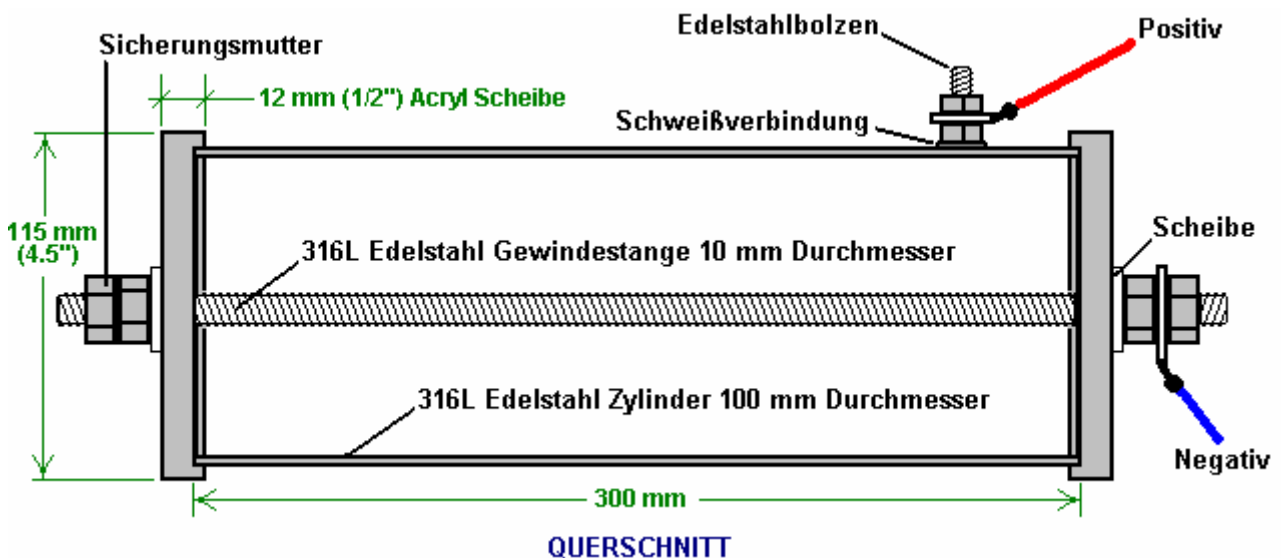 Edelstahlbolzen
Positiv
Sicherungsmutter
12 mm (1/2") Acryl Scheibe
Schweißverbindung
115 mm
(4.5")
316L Edelstahl Gewindestange 10 mm Durchmesser
Scheibe
316L Edelstahl Zylinder 100 mm Durchmesser
Negativ
300 mm
QUERSCHNITT